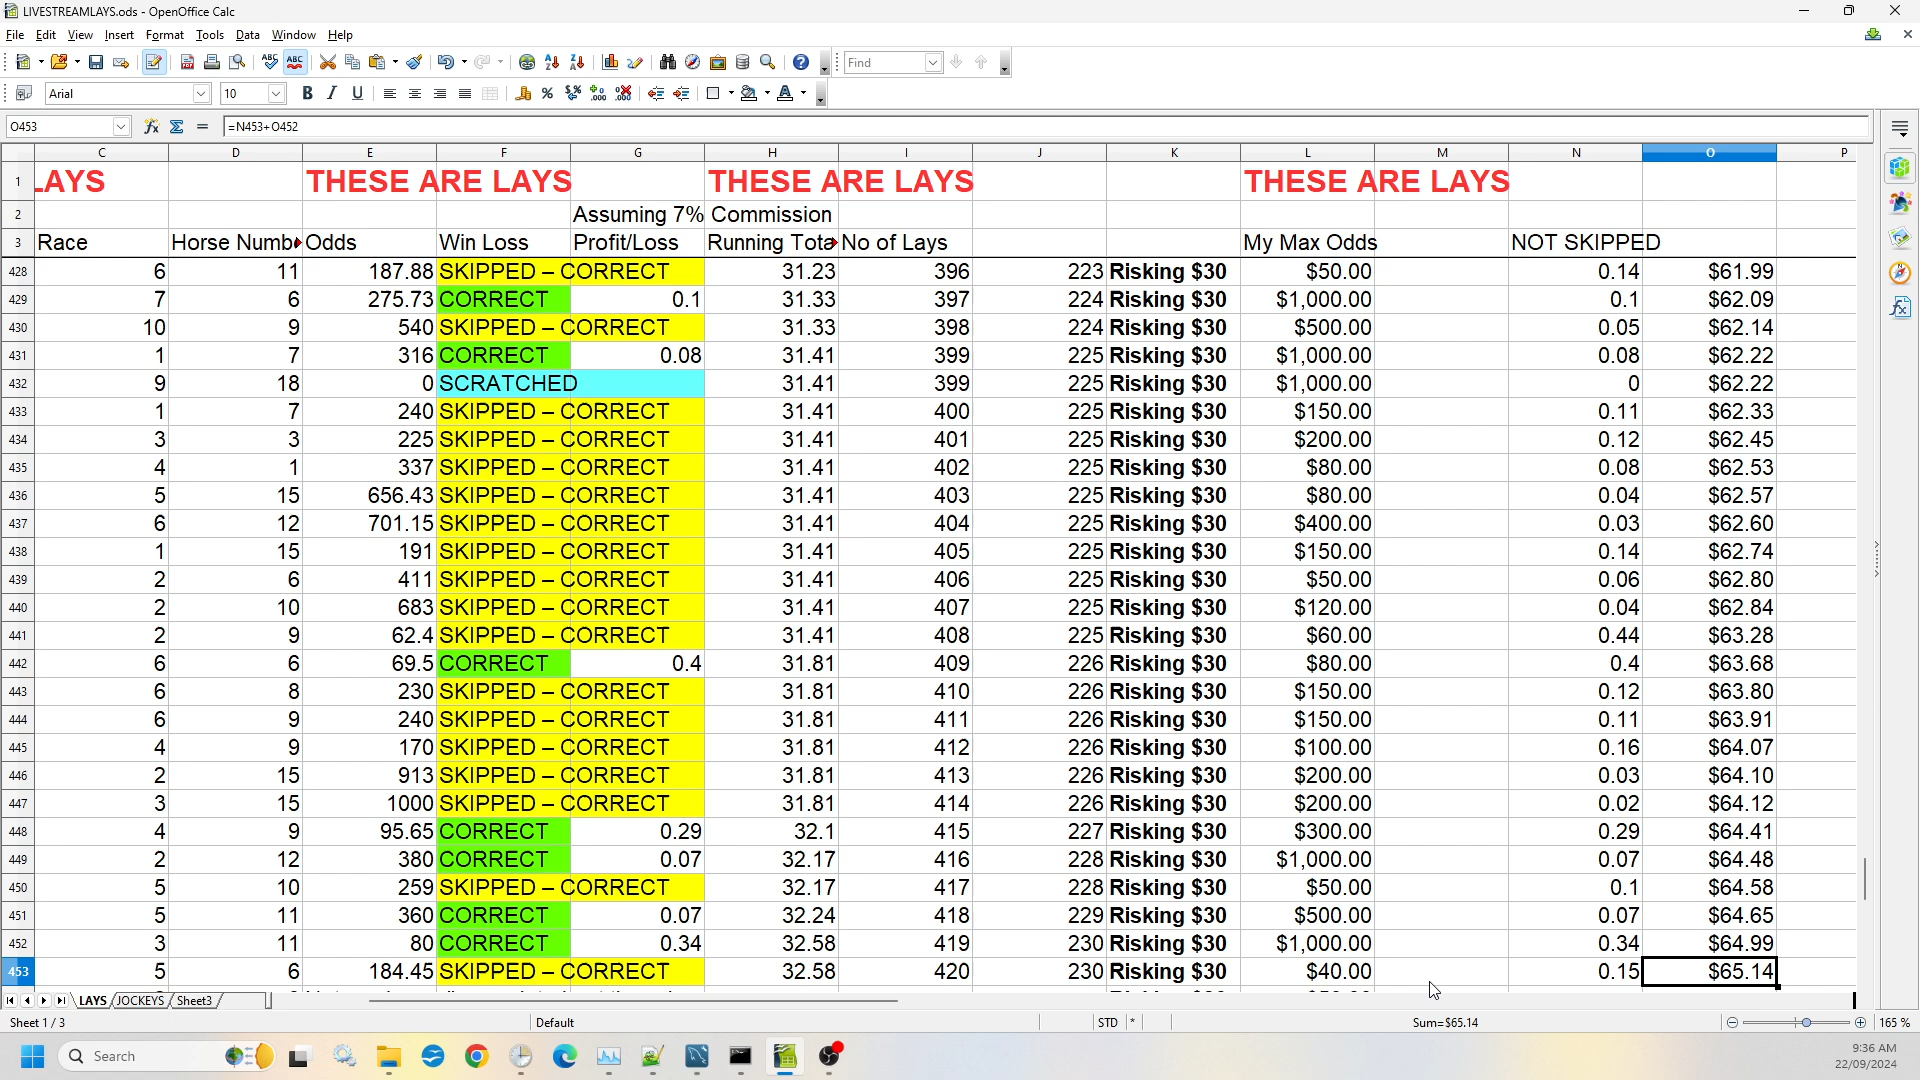 LIVESTREAMLAYS.ods - OpenOffice Calc
File Edit View Insert Format Tools Data Window Help
Find
Arial 10
O453 =N453+O452
C D E F G H I J K L M N O P
1 LAYS THESE ARE LAYS THESE ARE LAYS THESE ARE LAYS
2 Assuming 7% Commission
3 Race Horse Numb Odds Win Loss Profit/Loss Running Tota No of Lays My Max Odds NOT SKIPPED
428 6 11 187.88 SKIPPED – CORRECT 31.23 396 223 Risking $30 $50.00 0.14 $61.99
429 7 6 275.73 CORRECT 0.1 31.33 397 224 Risking $30 $1,000.00 0.1 $62.09
430 10 9 540 SKIPPED – CORRECT 31.33 398 224 Risking $30 $500.00 0.05 $62.14
431 1 7 316 CORRECT 0.08 31.41 399 225 Risking $30 $1,000.00 0.08 $62.22
432 9 18 0 SCRATCHED 31.41 399 225 Risking $30 $1,000.00 0 $62.22
433 1 7 240 SKIPPED – CORRECT 31.41 400 225 Risking $30 $150.00 0.11 $62.33
434 3 3 225 SKIPPED – CORRECT 31.41 401 225 Risking $30 $200.00 0.12 $62.45
435 4 1 337 SKIPPED – CORRECT 31.41 402 225 Risking $30 $80.00 0.08 $62.53
436 5 15 656.43 SKIPPED – CORRECT 31.41 403 225 Risking $30 $80.00 0.04 $62.57
437 6 12 701.15 SKIPPED – CORRECT 31.41 404 225 Risking $30 $400.00 0.03 $62.60
438 1 15 191 SKIPPED – CORRECT 31.41 405 225 Risking $30 $150.00 0.14 $62.74
439 2 6 411 SKIPPED – CORRECT 31.41 406 225 Risking $30 $50.00 0.06 $62.80
440 2 10 683 SKIPPED – CORRECT 31.41 407 225 Risking $30 $120.00 0.04 $62.84
441 2 9 62.4 SKIPPED – CORRECT 31.41 408 225 Risking $30 $60.00 0.44 $63.28
442 6 6 69.5 CORRECT 0.4 31.81 409 226 Risking $30 $80.00 0.4 $63.68
443 6 8 230 SKIPPED – CORRECT 31.81 410 226 Risking $30 $150.00 0.12 $63.80
444 6 9 240 SKIPPED – CORRECT 31.81 411 226 Risking $30 $150.00 0.11 $63.91
445 4 9 170 SKIPPED – CORRECT 31.81 412 226 Risking $30 $100.00 0.16 $64.07
446 2 15 913 SKIPPED – CORRECT 31.81 413 226 Risking $30 $200.00 0.03 $64.10
447 3 15 1000 SKIPPED – CORRECT 31.81 414 226 Risking $30 $200.00 0.02 $64.12
448 4 9 95.65 CORRECT 0.29 32.1 415 227 Risking $30 $300.00 0.29 $64.41
449 2 12 380 CORRECT 0.07 32.17 416 228 Risking $30 $1,000.00 0.07 $64.48
450 5 10 259 SKIPPED – CORRECT 32.17 417 228 Risking $30 $50.00 0.1 $64.58
451 5 11 360 CORRECT 0.07 32.24 418 229 Risking $30 $500.00 0.07 $64.65
452 3 11 80 CORRECT 0.34 32.58 419 230 Risking $30 $1,000.00 0.34 $64.99
453 5 6 184.45 SKIPPED – CORRECT 32.58 420 230 Risking $30 $40.00 0.15 $65.14
LAYS JOCKEYS Sheet3
Sheet 1 / 3 Default STD * Sum=$65.14 165 %
Search
9:36 AM
22/09/2024